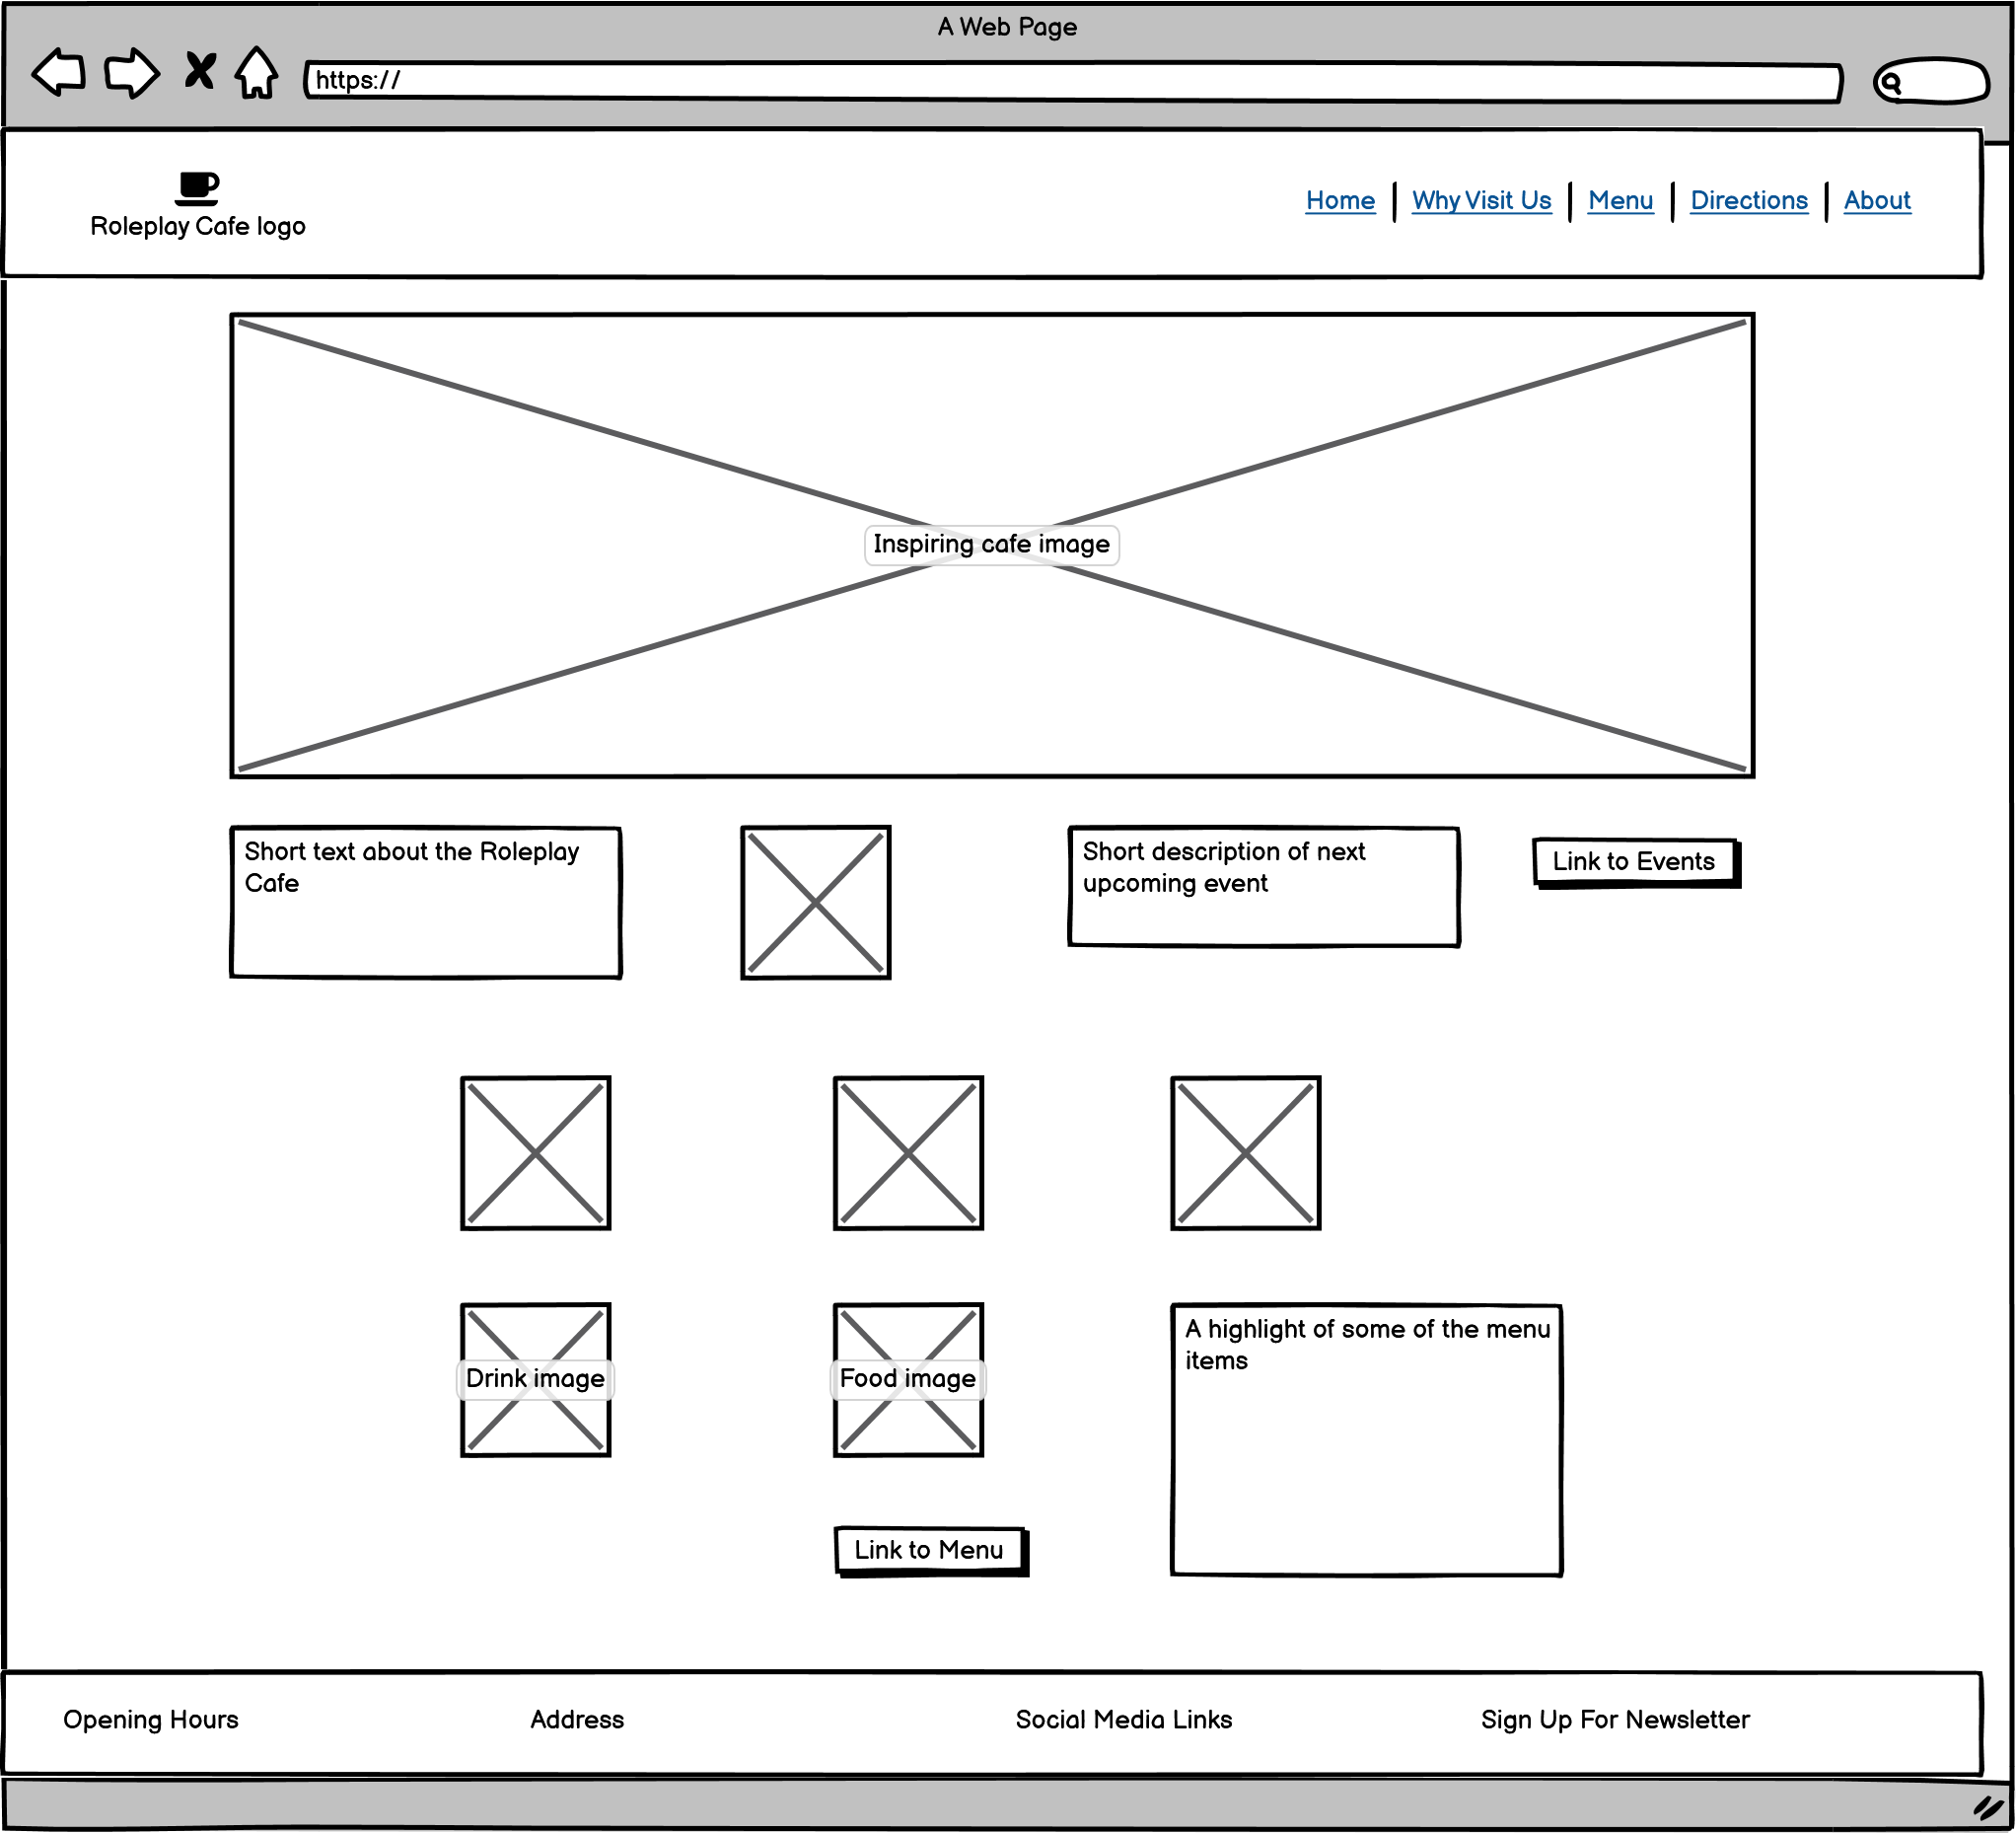 A Web Page
https://
Roleplay Cafe logo
Home
Why Visit Us
Menu
Directions
About
Inspiring cafe image
Short text about the Roleplay
Cafe
Short description of next
upcoming event
Link to Events
Drink image
Food image
A highlight of some of the menu
items
Link to Menu
Opening Hours
Address
Social Media Links
Sign Up For Newsletter